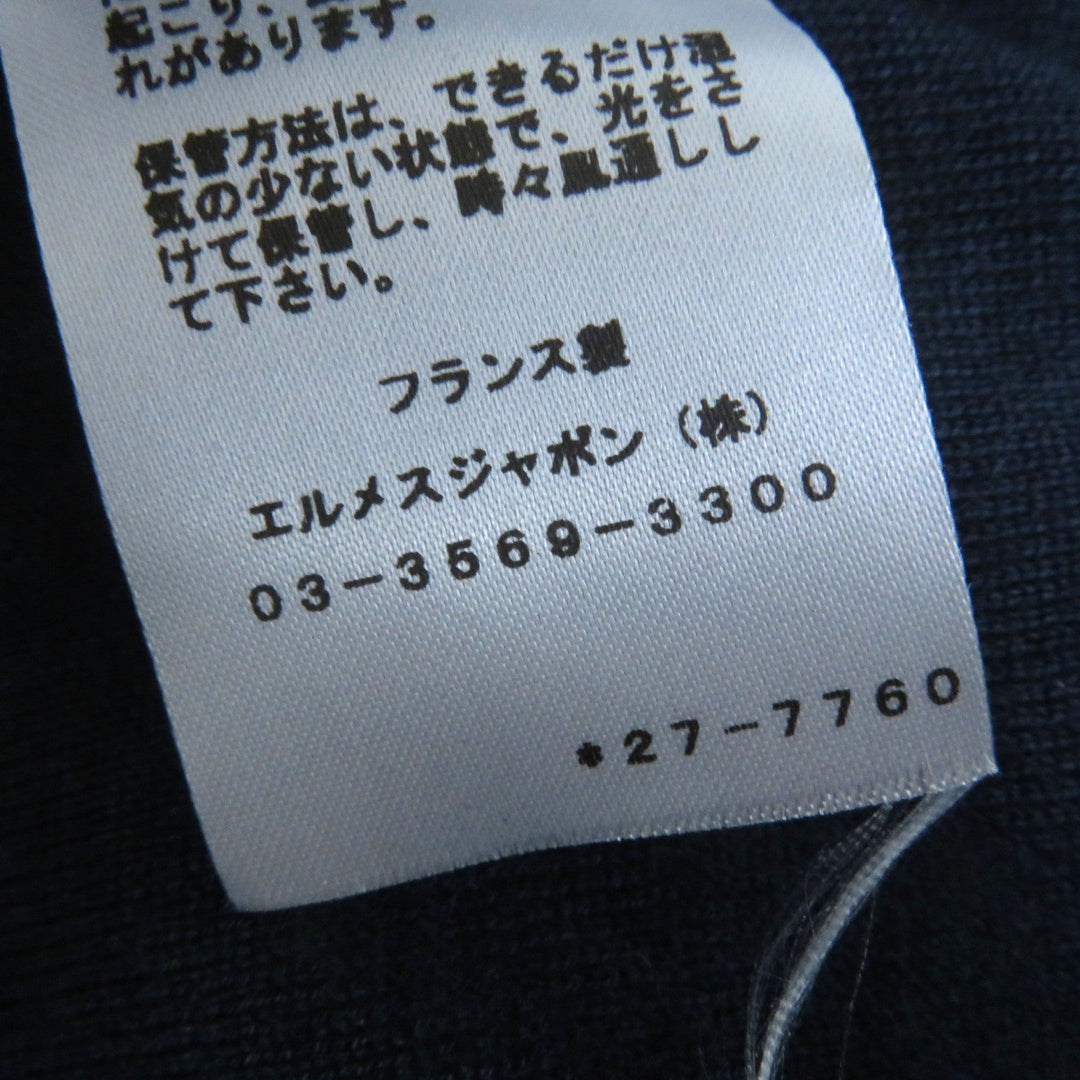 起こり、
れがあります。
保管方法は、できるだけ湿
気の少ない状態で、光をさ
けて保管し、時々風通しし
て下さい。
フランス製
エルメスジャポン（株）
03-3569-3300
*27-7760